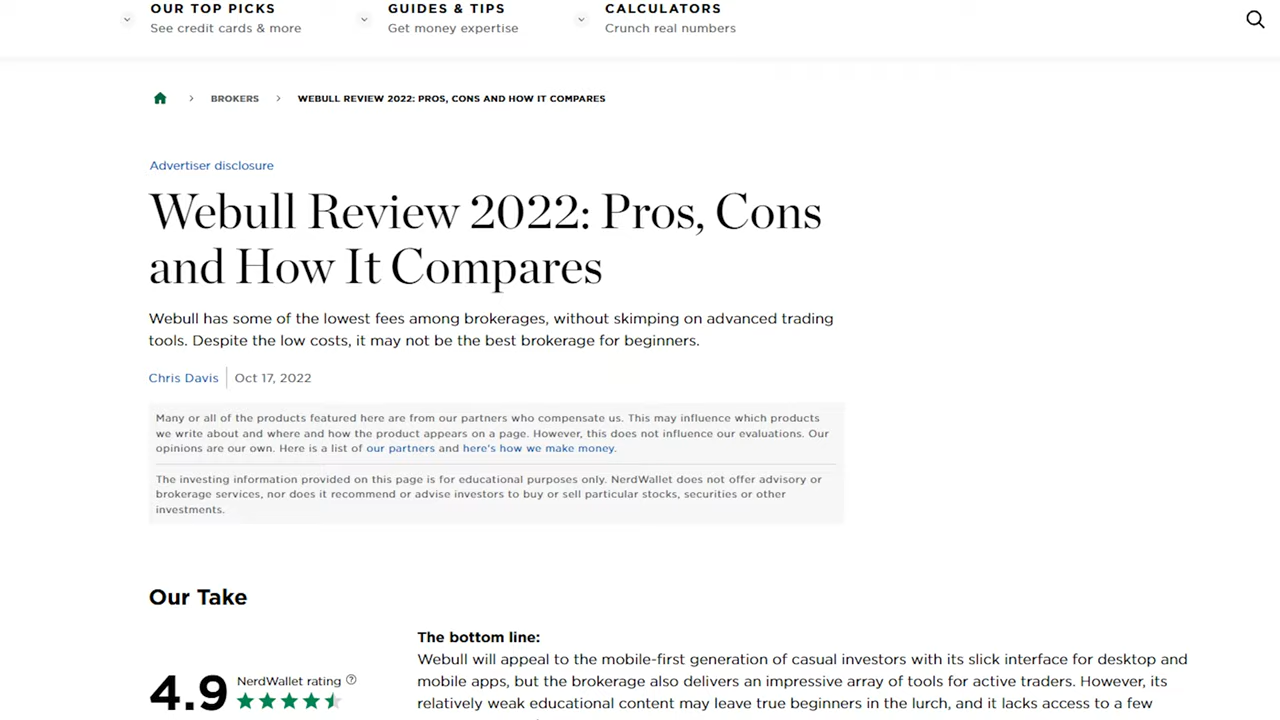 OUR TOP PICKS
See credit cards & more
GUIDES & TIPS
Get money expertise
CALCULATORS
Crunch real numbers
BROKERS
WEBULL REVIEW 2022: PROS, CONS AND HOW IT COMPARES
Advertiser disclosure
Webull Review 2022: Pros, Cons
and How It Compares
Webull has some of the lowest fees among brokerages, without skimping on advanced trading
tools. Despite the low costs, it may not be the best brokerage for beginners.
Chris Davis
Oct 17, 2022
Many or all of the products featured here are from our partners who compensate us. This may influence which products
we write about and where and how the product appears on a page. However, this does not influence our evaluations. Our
opinions are our own. Here is a list of our partners and here's how we make money.
The investing information provided on this page is for educational purposes only. NerdWallet does not offer advisory or
brokerage services, nor does it recommend or advise investors to buy or sell particular stocks, securities or other
investments.
Our Take
4.9
NerdWallet rating
The bottom line:
Webull will appeal to the mobile-first generation of casual investors with its slick interface for desktop and
mobile apps, but the brokerage also delivers an impressive array of tools for active traders. However, its
relatively weak educational content may leave true beginners in the lurch, and it lacks access to a few